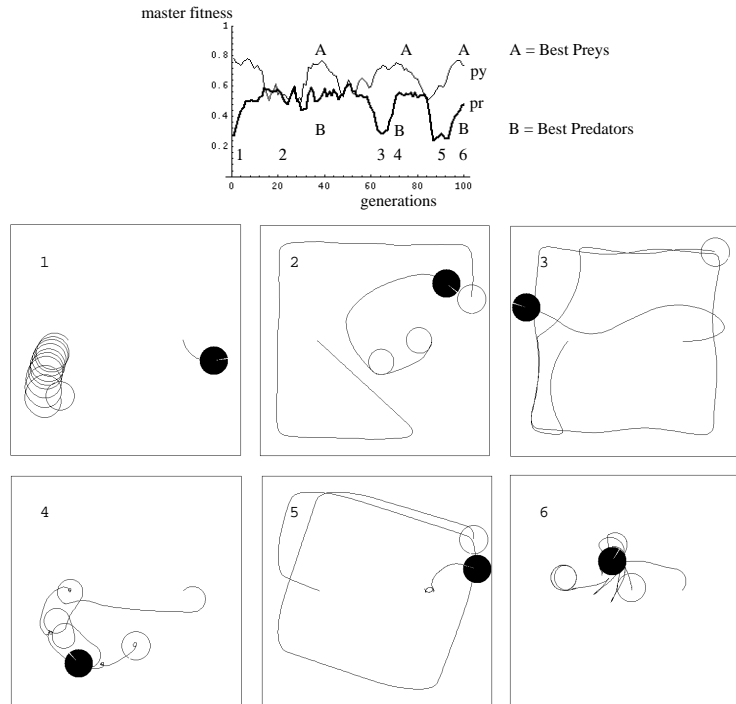 master fitness
1
A A A A = Best Preys
0.8
py
0.6
pr
0.4
B B B B = Best Predators
0.2
1 2 3 4 5 6
0 20 40 60 80 100
generations
1 2 3
4 5 6